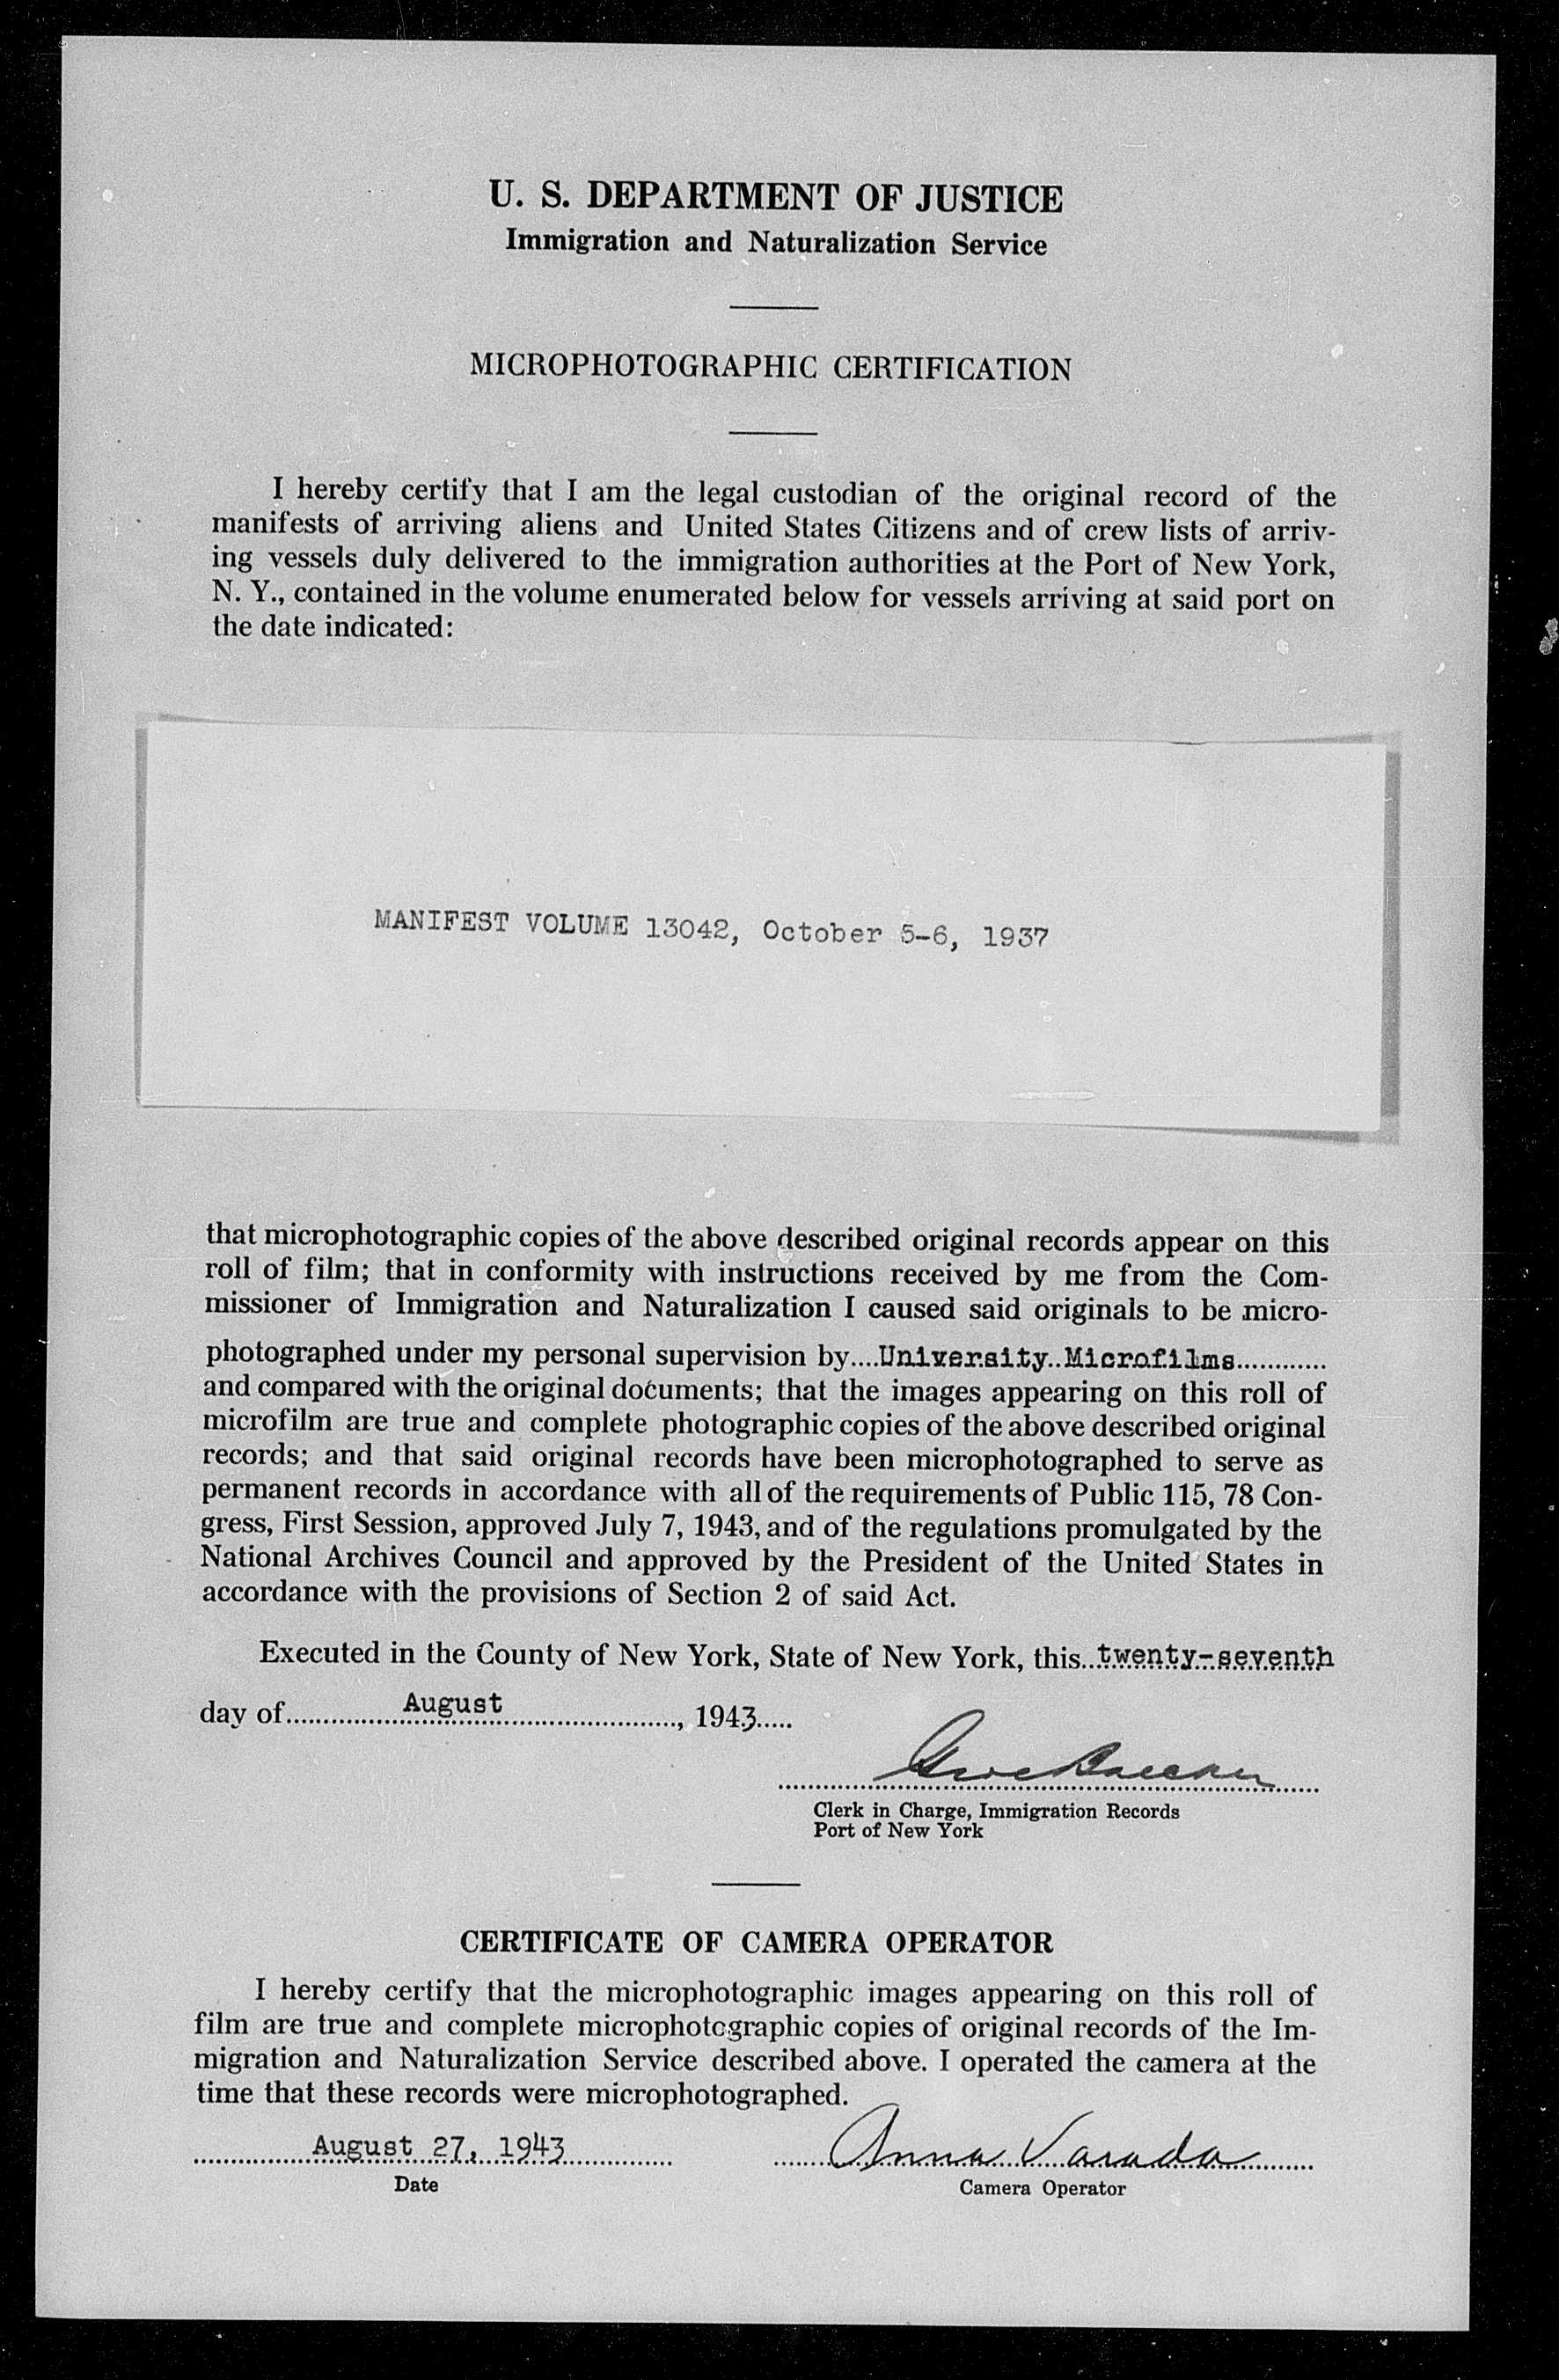 U. S. DEPARTMENT OF JUSTICE
Immigration and Naturalization Service
MICROPHOTOGRAPHIC CERTIFICATION
I hereby certify that I am the legal custodian of the original record of the
manifests of arriving aliens and United States Citizens and of crew lists of arriv-
ing vessels duly delivered to the immigration authorities at the Port of New York,
N. Y., contained in the volume enumerated below for vessels arriving at said port on
the date indicated:
MANIFEST VOLUME 13042, October 5-6, 1937
that microphotographic copies of the above described original records appear on this
roll of film; that in conformity with instructions received by me from the Com-
missioner of Immigration and Naturalization I caused said originals to be micro-
photographed under my personal supervision by....University Microfilms............
and compared with the original documents; that the images appearing on this roll of
microfilm are true and complete photographic copies of the above described original
records; and that said original records have been microphotographed to serve as
permanent records in accordance with all of the requirements of Public 115, 78 Con-
gress, First Session, approved July 7, 1943, and of the regulations promulgated by the
National Archives Council and approved by the President of the United States in
accordance with the provisions of Section 2 of said Act.
Executed in the County of New York, State of New York, this twenty-seventh
day of August, 1943
Clerk in Charge, Immigration Records
Port of New York
CERTIFICATE OF CAMERA OPERATOR
I hereby certify that the microphotographic images appearing on this roll of
film are true and complete microphotographic copies of original records of the Im-
migration and Naturalization Service described above. I operated the camera at the
time that these records were microphotographed.
August 27, 1943 Anna Varada
Date Camera Operator